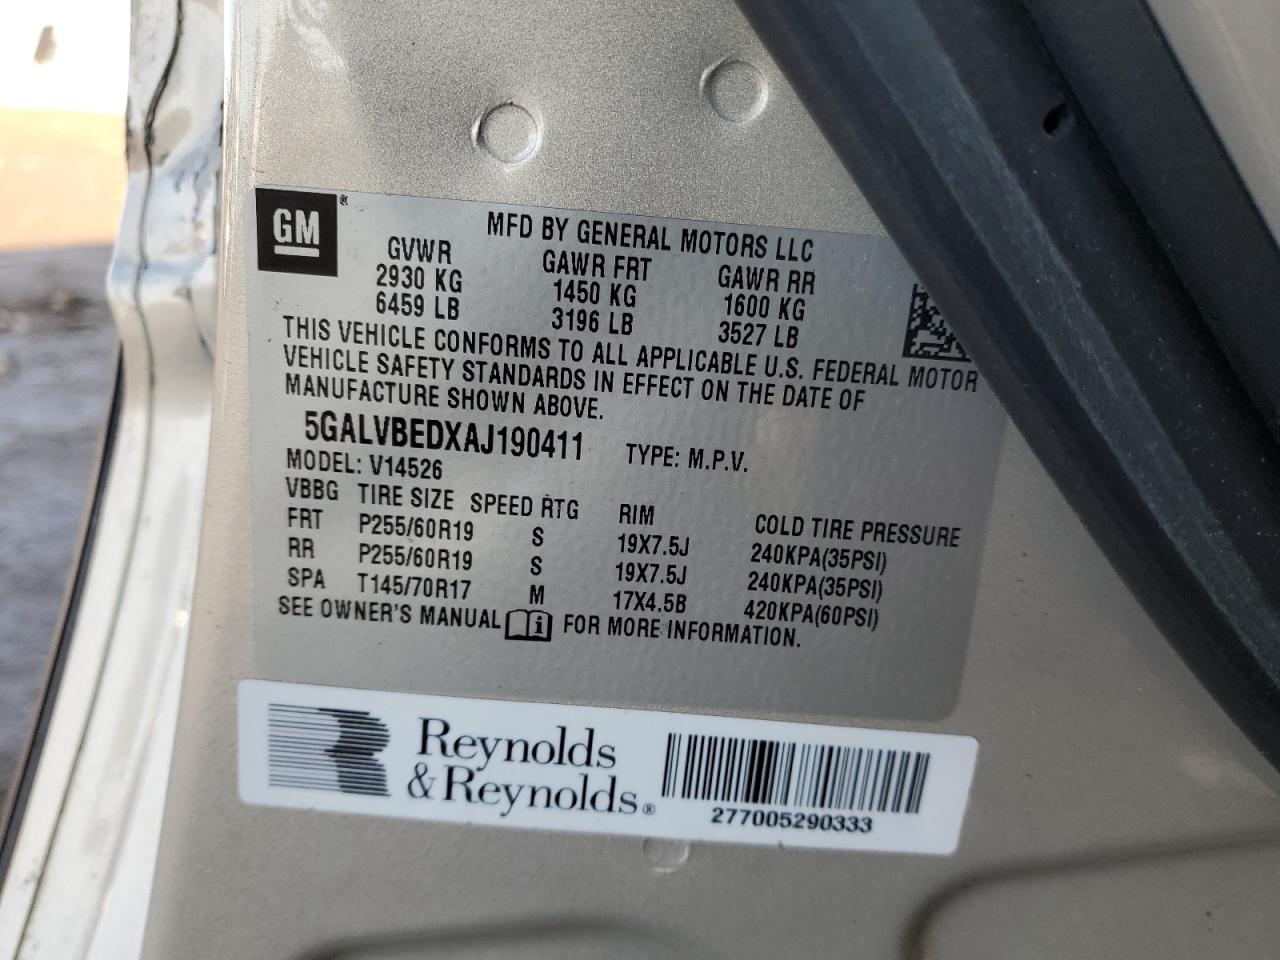 GM®
MFD BY GENERAL MOTORS LLC
GVWR GAWR FRT GAWR RR
2930 KG 1450 KG 1600 KG
6459 LB 3196 LB 3527 LB
THIS VEHICLE CONFORMS TO ALL APPLICABLE U.S. FEDERAL MOTOR
VEHICLE SAFETY STANDARDS IN EFFECT ON THE DATE OF
MANUFACTURE SHOWN ABOVE.
5GALVBEDXAJ190411 TYPE: M.P.V.
MODEL: V14526
VBBG TIRE SIZE SPEED RTG RIM COLD TIRE PRESSURE
FRT P255/60R19 S 19X7.5J 240KPA(35PSI)
RR P255/60R19 S 19X7.5J 240KPA(35PSI)
SPA T145/70R17 M 17X4.5B 420KPA(60PSI)
SEE OWNER'S MANUAL i FOR MORE INFORMATION.
Reynolds
&Reynolds®
277005290333